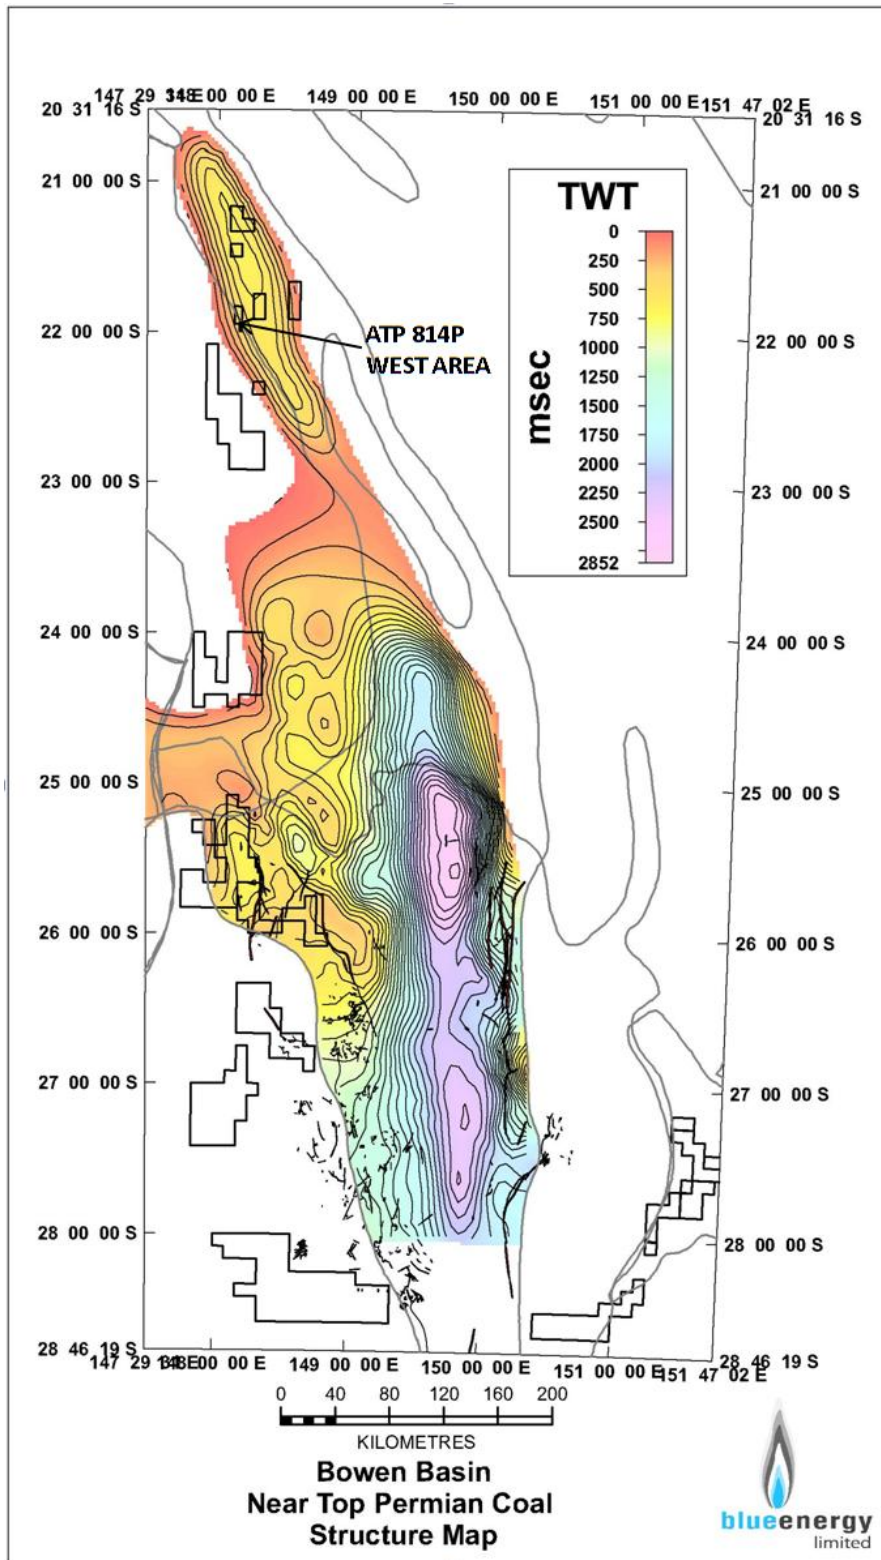 147 29 31 E
148 00 00 E
149 00 00 E
150 00 00 E
151 00 00 E
151 47 02 E
20 31 16 S
20 31 16 S
21 00 00 S
21 00 00 S
TWT
0
250
500
750
1000
1250
1500
1750
2000
2250
2500
2852
msec
22 00 00 S
22 00 00 S
ATP 814P
WEST AREA
23 00 00 S
23 00 00 S
24 00 00 S
24 00 00 S
25 00 00 S
25 00 00 S
26 00 00 S
26 00 00 S
27 00 00 S
27 00 00 S
28 00 00 S
28 00 00 S
28 46 19 S
28 46 19 S
147 29 31 E
148 00 00 E
149 00 00 E
150 00 00 E
151 00 00 E
151 47 02 E
0 40 80 120 160 200
KILOMETRES
Bowen Basin
Near Top Permian Coal
Structure Map
blueenergy
limited